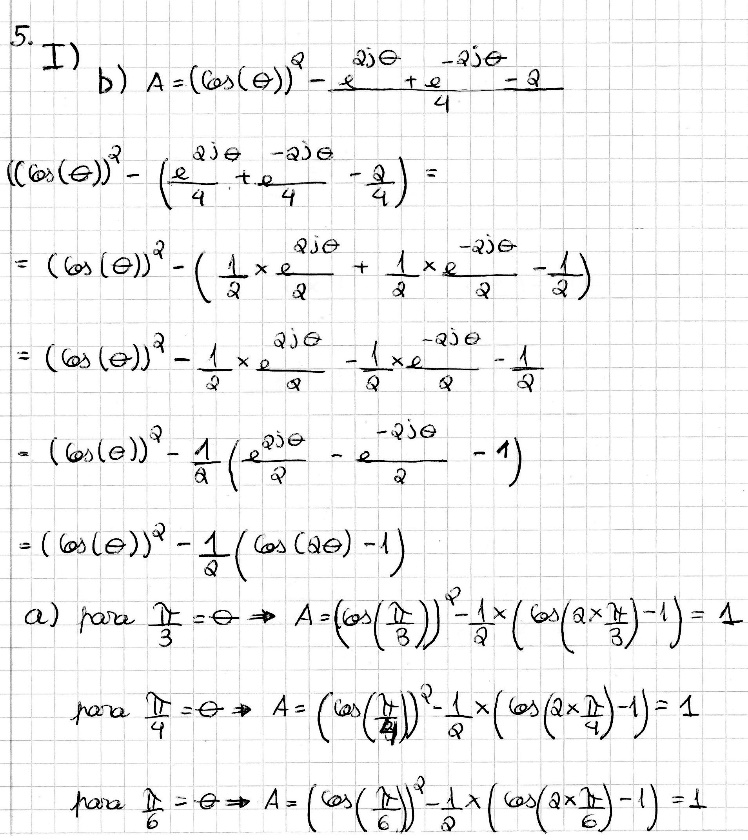 5.
I)
b) A = (cos(θ))² - (e^{2jθ} + e^{-2jθ} - 2)/4
((cos(θ))² - (e^{2jθ}/4 + e^{-2jθ}/4 - 2/4) =
= (cos(θ))² - (1/2 × e^{2jθ}/2 + 1/2 × e^{-2jθ}/2 - 1/2)
= (cos(θ))² - 1/2 × e^{2jθ}/2 - 1/2 × e^{-2jθ}/2 - 1/2
= (cos(θ))² - 1/2 (e^{2jθ}/2 - e^{-2jθ}/2 - 1)
= (cos(θ))² - 1/2 (cos(2θ) - 1)
a) para π/3 = θ ⇒ A = (cos(π/3))² - 1/2 × (cos(2 × π/3) - 1) = 1
para π/4 = θ ⇒ A = (cos(π/4))² - 1/2 × (cos(2 × π/4) - 1) = 1
para π/6 = θ ⇒ A = (cos(π/6))² - 1/2 × (cos(2 × π/6) - 1) = 1